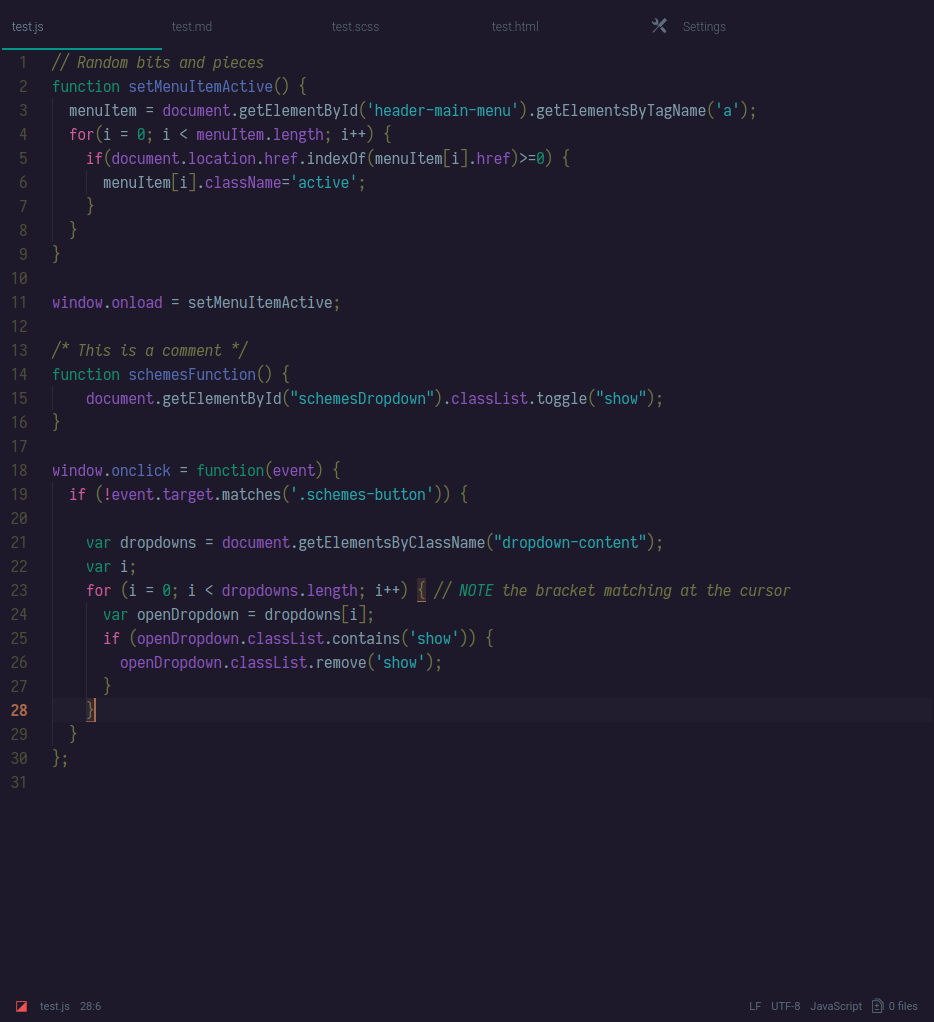 test.js test.md test.scss test.html Settings
1 // Random bits and pieces
2 function setMenuItemActive() {
3   menuItem = document.getElementById('header-main-menu').getElementsByTagName('a');
4   for(i = 0; i < menuItem.length; i++) {
5     if(document.location.href.indexOf(menuItem[i].href)>=0) {
6       menuItem[i].className='active';
7     }
8   }
9 }
10
11 window.onload = setMenuItemActive;
12
13 /* This is a comment */
14 function schemesFunction() {
15     document.getElementById("schemesDropdown").classList.toggle("show");
16 }
17
18 window.onclick = function(event) {
19   if (!event.target.matches('.schemes-button')) {
20
21     var dropdowns = document.getElementsByClassName("dropdown-content");
22     var i;
23     for (i = 0; i < dropdowns.length; i++) { // NOTE the bracket matching at the cursor
24       var openDropdown = dropdowns[i];
25       if (openDropdown.classList.contains('show')) {
26         openDropdown.classList.remove('show');
27       }
28     }
29   }
30 };
31
test.js 28:6 LF UTF-8 JavaScript 0 files